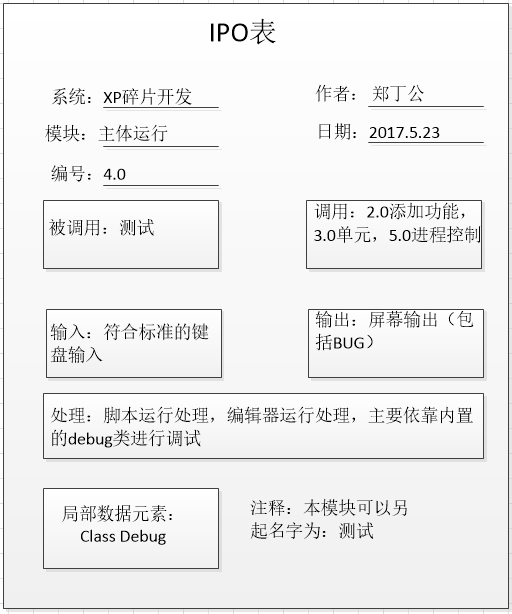 IPO表
系统：XP碎片开发
作者：郑丁公
模块：主体运行
日期：2017.5.23
编号：4.0
被调用：测试
调用：2.0添加功能，
3.0单元，5.0进程控制
输入：符合标准的键
盘输入
输出：屏幕输出（包
括BUG）
处理：脚本运行处理，编辑器运行处理，主要依靠内置
的debug类进行调试
局部数据元素：
Class Debug
注释：本模块可以另
起名字为：测试